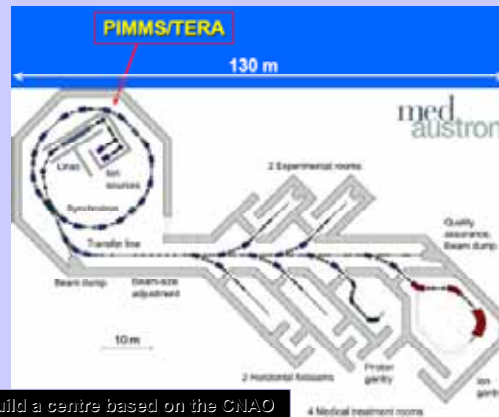 PIMMS/TERA
130 m
med
austron
2 Experimental rooms
Linac
Ion
sources
Synchrotron
Quality
assurance,
Beam dump
Transfer line
Beam dump
Beam-size
adjustment
10 m
2 Horizontal
Proton
gantry
Ion
gantry
4 Medical treatment rooms
uild a centre based on the CNAO